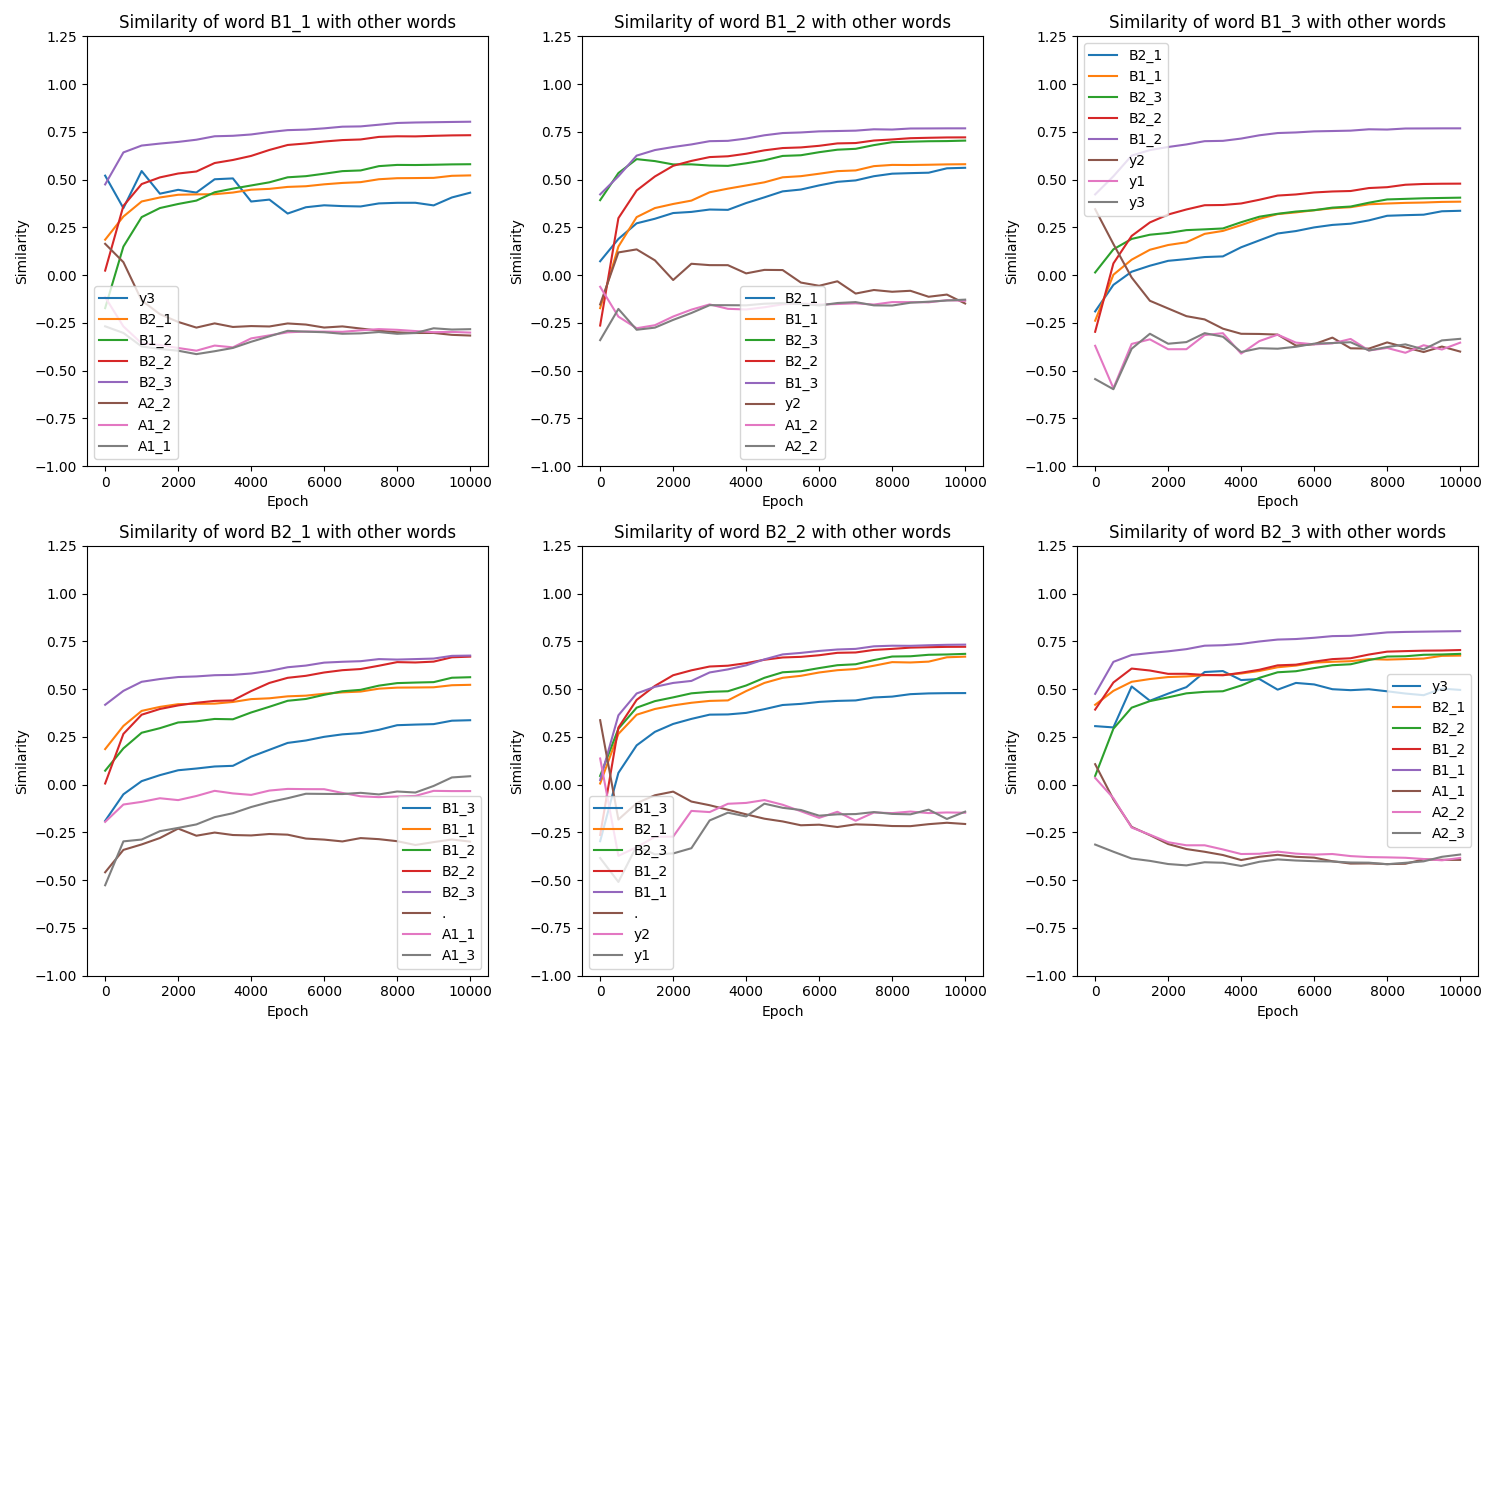 Similarity of word B1_1 with other words
1.25
1.00
0.75
0.50
0.25
0.00
−0.25
−0.50
−0.75
−1.00
Similarity
y3
B2_1
B1_2
B2_2
B2_3
A2_2
A1_2
A1_1
0 2000 4000 6000 8000 10000
Epoch
Similarity of word B1_2 with other words
1.25
1.00
0.75
0.50
0.25
0.00
−0.25
−0.50
−0.75
−1.00
Similarity
B2_1
B1_1
B2_3
B2_2
B1_3
y2
A1_2
A2_2
0 2000 4000 6000 8000 10000
Epoch
Similarity of word B1_3 with other words
1.25
1.00
0.75
0.50
0.25
0.00
−0.25
−0.50
−0.75
−1.00
Similarity
B2_1
B1_1
B2_3
B2_2
B1_2
y2
y1
y3
0 2000 4000 6000 8000 10000
Epoch
Similarity of word B2_1 with other words
1.25
1.00
0.75
0.50
0.25
0.00
−0.25
−0.50
−0.75
−1.00
Similarity
B1_3
B1_1
B1_2
B2_2
B2_3
.
A1_1
A1_3
0 2000 4000 6000 8000 10000
Epoch
Similarity of word B2_2 with other words
1.25
1.00
0.75
0.50
0.25
0.00
−0.25
−0.50
−0.75
−1.00
Similarity
B1_3
B2_1
B2_3
B1_2
B1_1
.
y2
y1
0 2000 4000 6000 8000 10000
Epoch
Similarity of word B2_3 with other words
1.25
1.00
0.75
0.50
0.25
0.00
−0.25
−0.50
−0.75
−1.00
Similarity
y3
B2_1
B2_2
B1_2
B1_1
A1_1
A2_2
A2_3
0 2000 4000 6000 8000 10000
Epoch